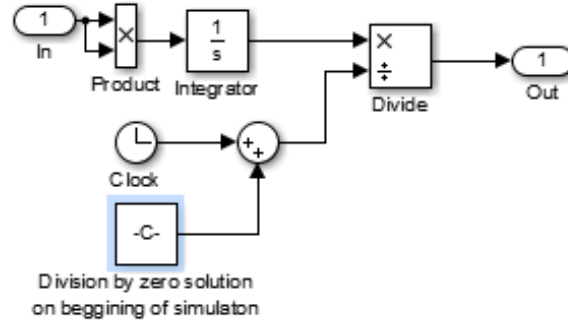 1
In
×
Product
1
s
Integrator
×
÷
Divide
1
Out
Clock
+
+
-C-
Division by zero solution
on beggining of simulaton